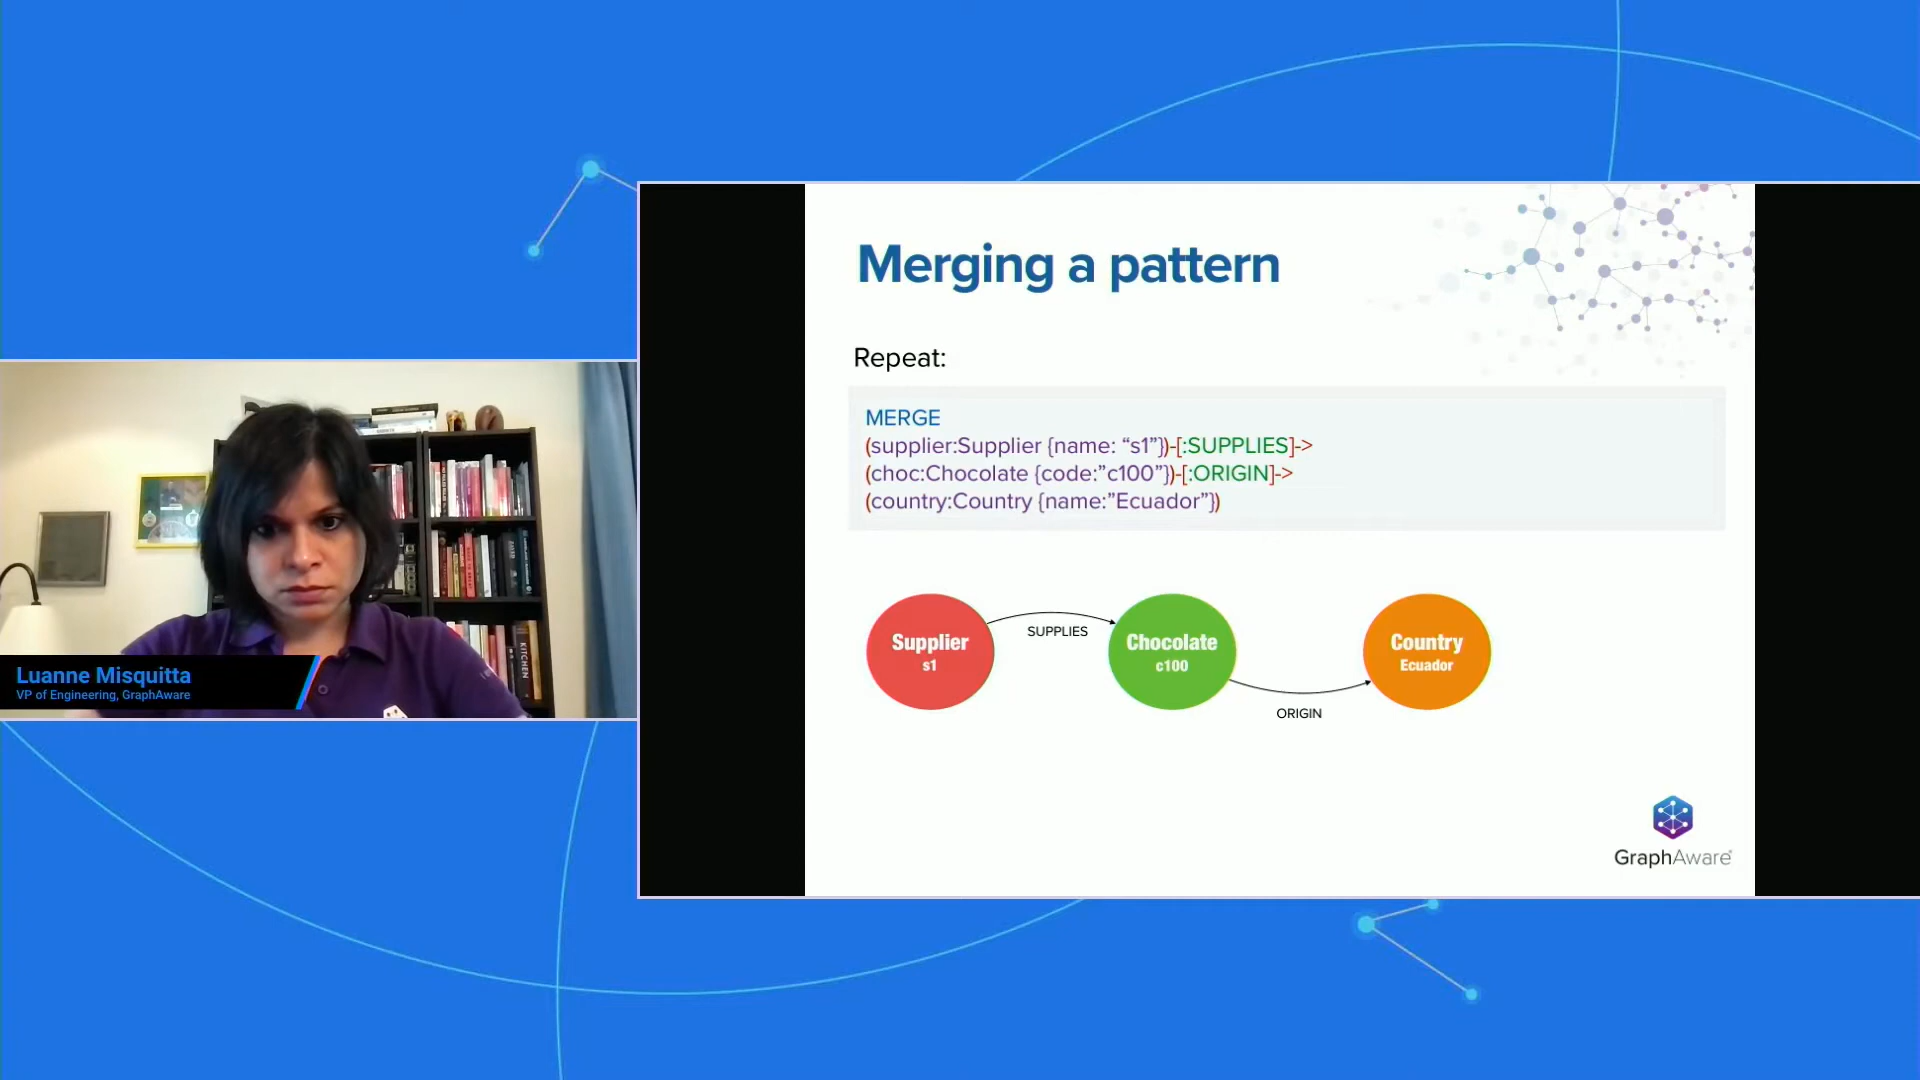 Merging a pattern
Repeat:
MERGE
(supplier:Supplier {name: “s1”})-[:SUPPLIES]->
(choc:Chocolate {code:”c100”})-[:ORIGIN]->
(country:Country {name:”Ecuador”})
Supplier
s1
SUPPLIES
Chocolate
c100
ORIGIN
Country
Ecuador
GraphAware
Luanne Misquitta
VP of Engineering, GraphAware
KITCHEN